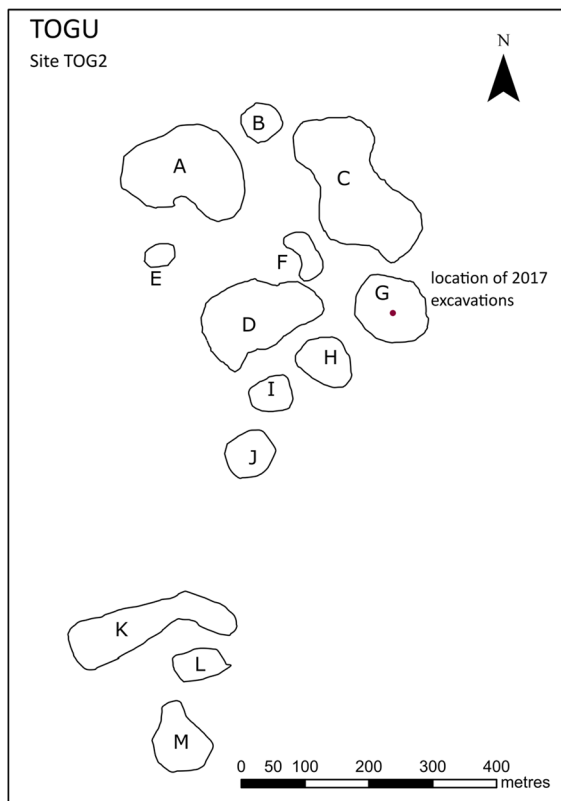 TOGU
Site TOG2
N
B
A
C
E
F
G
location of 2017
excavations
D
H
I
J
K
L
M
0 50 100 200 300 400
metres